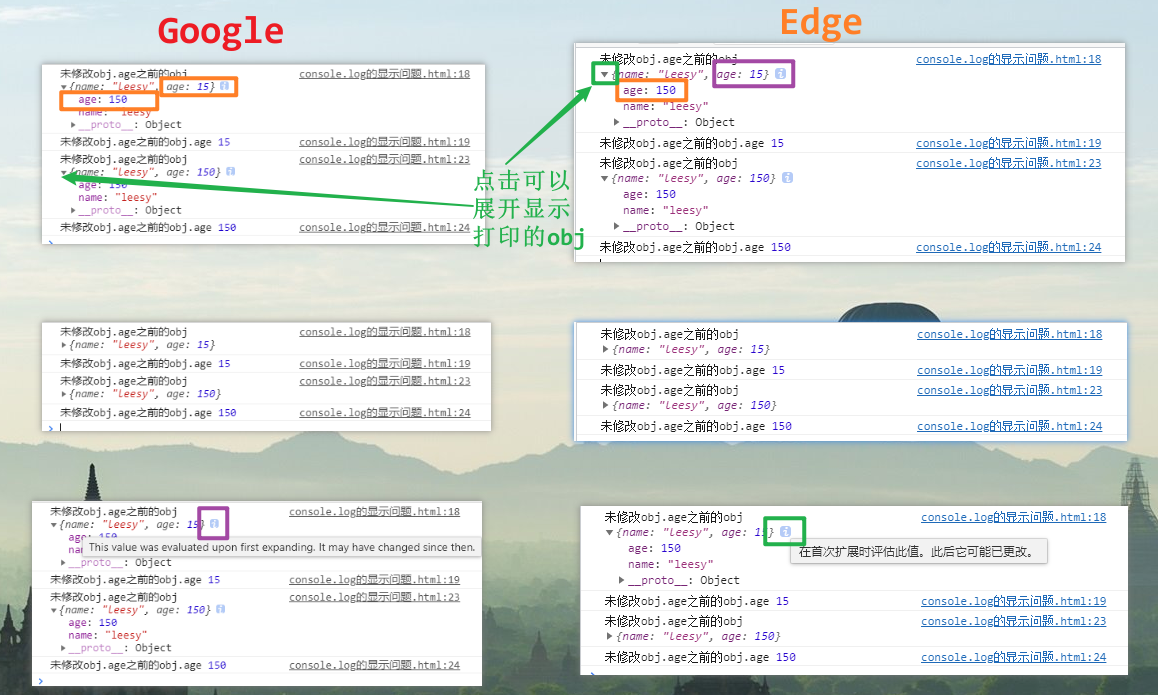 Google
未修改obj.age之前的obj console.log的显示问题.html:18
{name: "leesy", age: 15}
age: 150
name: "leesy"
__proto__: Object
未修改obj.age之前的obj.age 15 console.log的显示问题.html:19
未修改obj.age之前的obj console.log的显示问题.html:23
{name: "leesy", age: 150}
age: 150
name: "leesy"
__proto__: Object
未修改obj.age之前的obj.age 150 console.log的显示问题.html:24
Edge
未修改obj.age之前的obj console.log的显示问题.html:18
{name: "leesy", age: 15}
age: 150
name: "leesy"
__proto__: Object
未修改obj.age之前的obj.age 15 console.log的显示问题.html:19
未修改obj.age之前的obj console.log的显示问题.html:23
{name: "leesy", age: 150}
age: 150
name: "leesy"
__proto__: Object
未修改obj.age之前的obj.age 150 console.log的显示问题.html:24
点击可以
展开显示
打印的obj
未修改obj.age之前的obj console.log的显示问题.html:18
{name: "leesy", age: 15}
未修改obj.age之前的obj.age 15 console.log的显示问题.html:19
未修改obj.age之前的obj console.log的显示问题.html:23
{name: "leesy", age: 150}
未修改obj.age之前的obj.age 150 console.log的显示问题.html:24
未修改obj.age之前的obj console.log的显示问题.html:18
{name: "leesy", age: 15}
未修改obj.age之前的obj.age 15 console.log的显示问题.html:19
未修改obj.age之前的obj console.log的显示问题.html:23
{name: "leesy", age: 150}
未修改obj.age之前的obj.age 150 console.log的显示问题.html:24
未修改obj.age之前的obj console.log的显示问题.html:18
{name: "leesy", age: 15}
age: 150
This value was evaluated upon first expanding. It may have changed since then.
__proto__: Object
未修改obj.age之前的obj.age 15 console.log的显示问题.html:19
未修改obj.age之前的obj console.log的显示问题.html:23
{name: "leesy", age: 150}
age: 150
name: "leesy"
__proto__: Object
未修改obj.age之前的obj.age 150 console.log的显示问题.html:24
未修改obj.age之前的obj console.log的显示问题.html:18
{name: "leesy", age: 15}
age: 150
在首次扩展时评估此值。此后它可能已更改。
name: "leesy"
__proto__: Object
未修改obj.age之前的obj.age 15 console.log的显示问题.html:19
未修改obj.age之前的obj console.log的显示问题.html:23
{name: "leesy", age: 150}
未修改obj.age之前的obj.age 150 console.log的显示问题.html:24